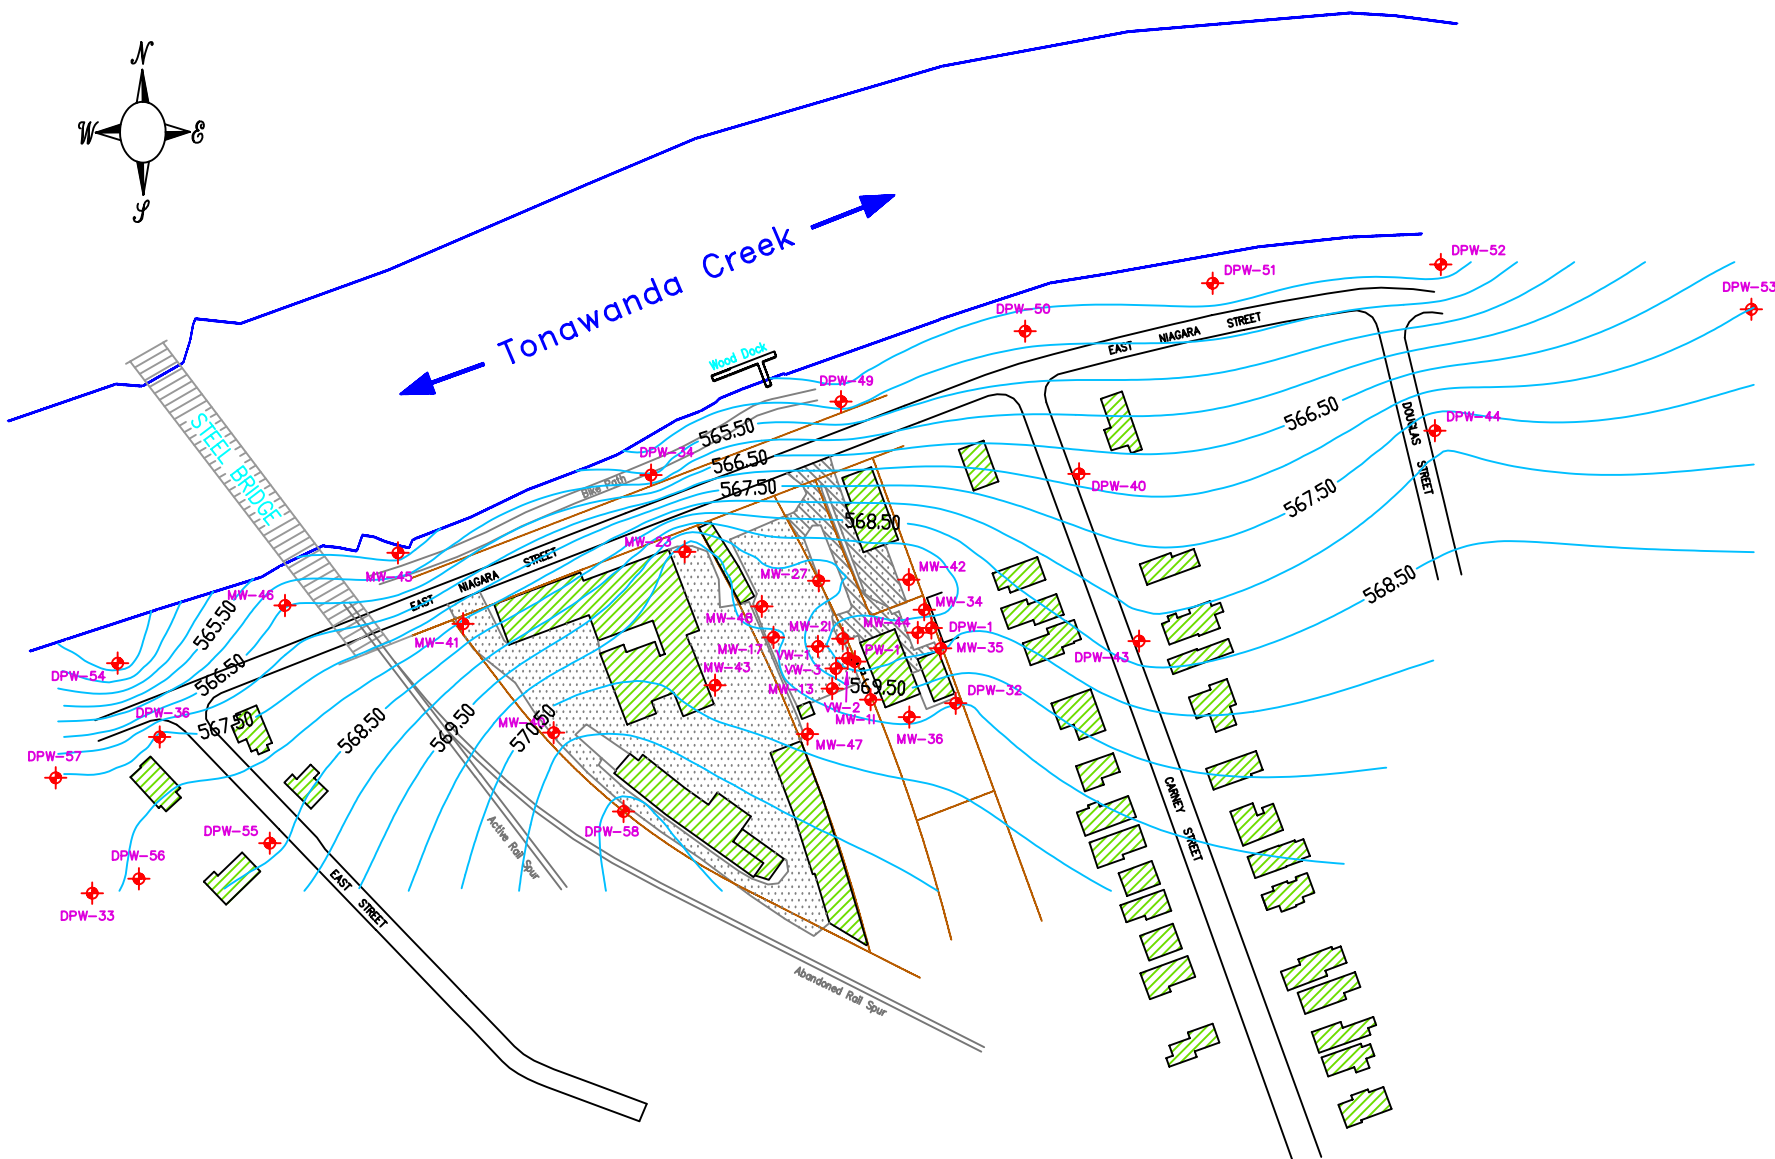 N
W E
S
Tonawanda Creek
DPW-52
DPW-51
DPW-53
DPW-50
EAST NIAGARA STREET
Wood Dock
DPW-49
STEEL BRIDGE
565.50
566.50
DOUGLAS STREET
DPW-44
DPW-34
566.50
Bike Path
567.50
DPW-40
567.50
568.50
MW-23
EAST NIAGARA STREET
MW-45
MW-27
MW-42
568.50
MW-46
565.50
MW-41
MW-48
MW-21
MW-44
MW-34
DPW-1
MW-17
VW-1
PW-1
MW-35
DPW-43
VW-3
DPW-54
566.50
MW-43
MW-13
569.50
DPW-32
VW-2
MW-11
DPW-36
567.50
568.50
569.50
570.50
MW-36
MW-47
DPW-57
CARNEY STREET
DPW-58
DPW-55
Active Rail Spur
DPW-56
EAST STREET
DPW-33
Abandoned Rail Spur